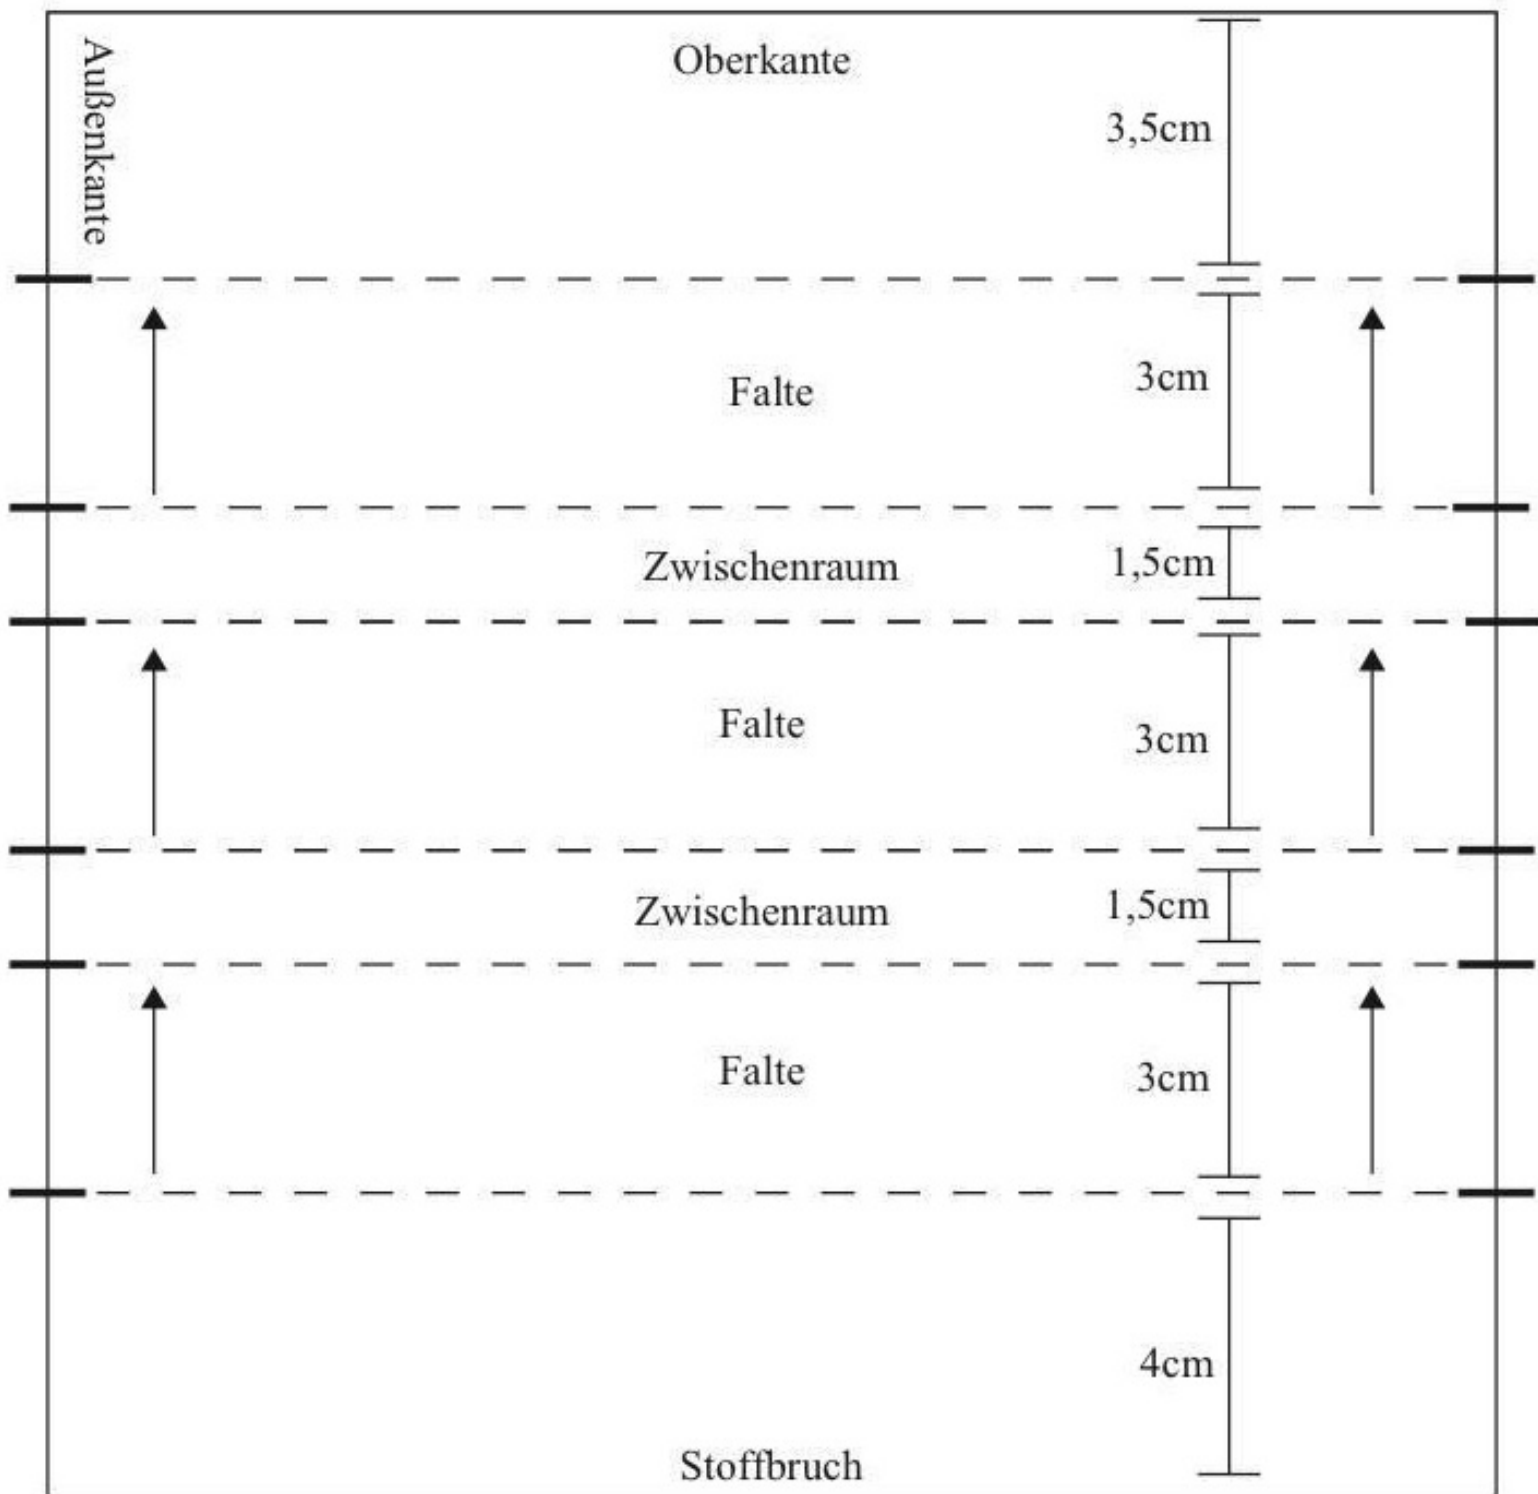 Außenkante
Oberkante
3,5cm
Falte
3cm
Zwischenraum
1,5cm
Falte
3cm
Zwischenraum
1,5cm
Falte
3cm
4cm
Stoffbruch